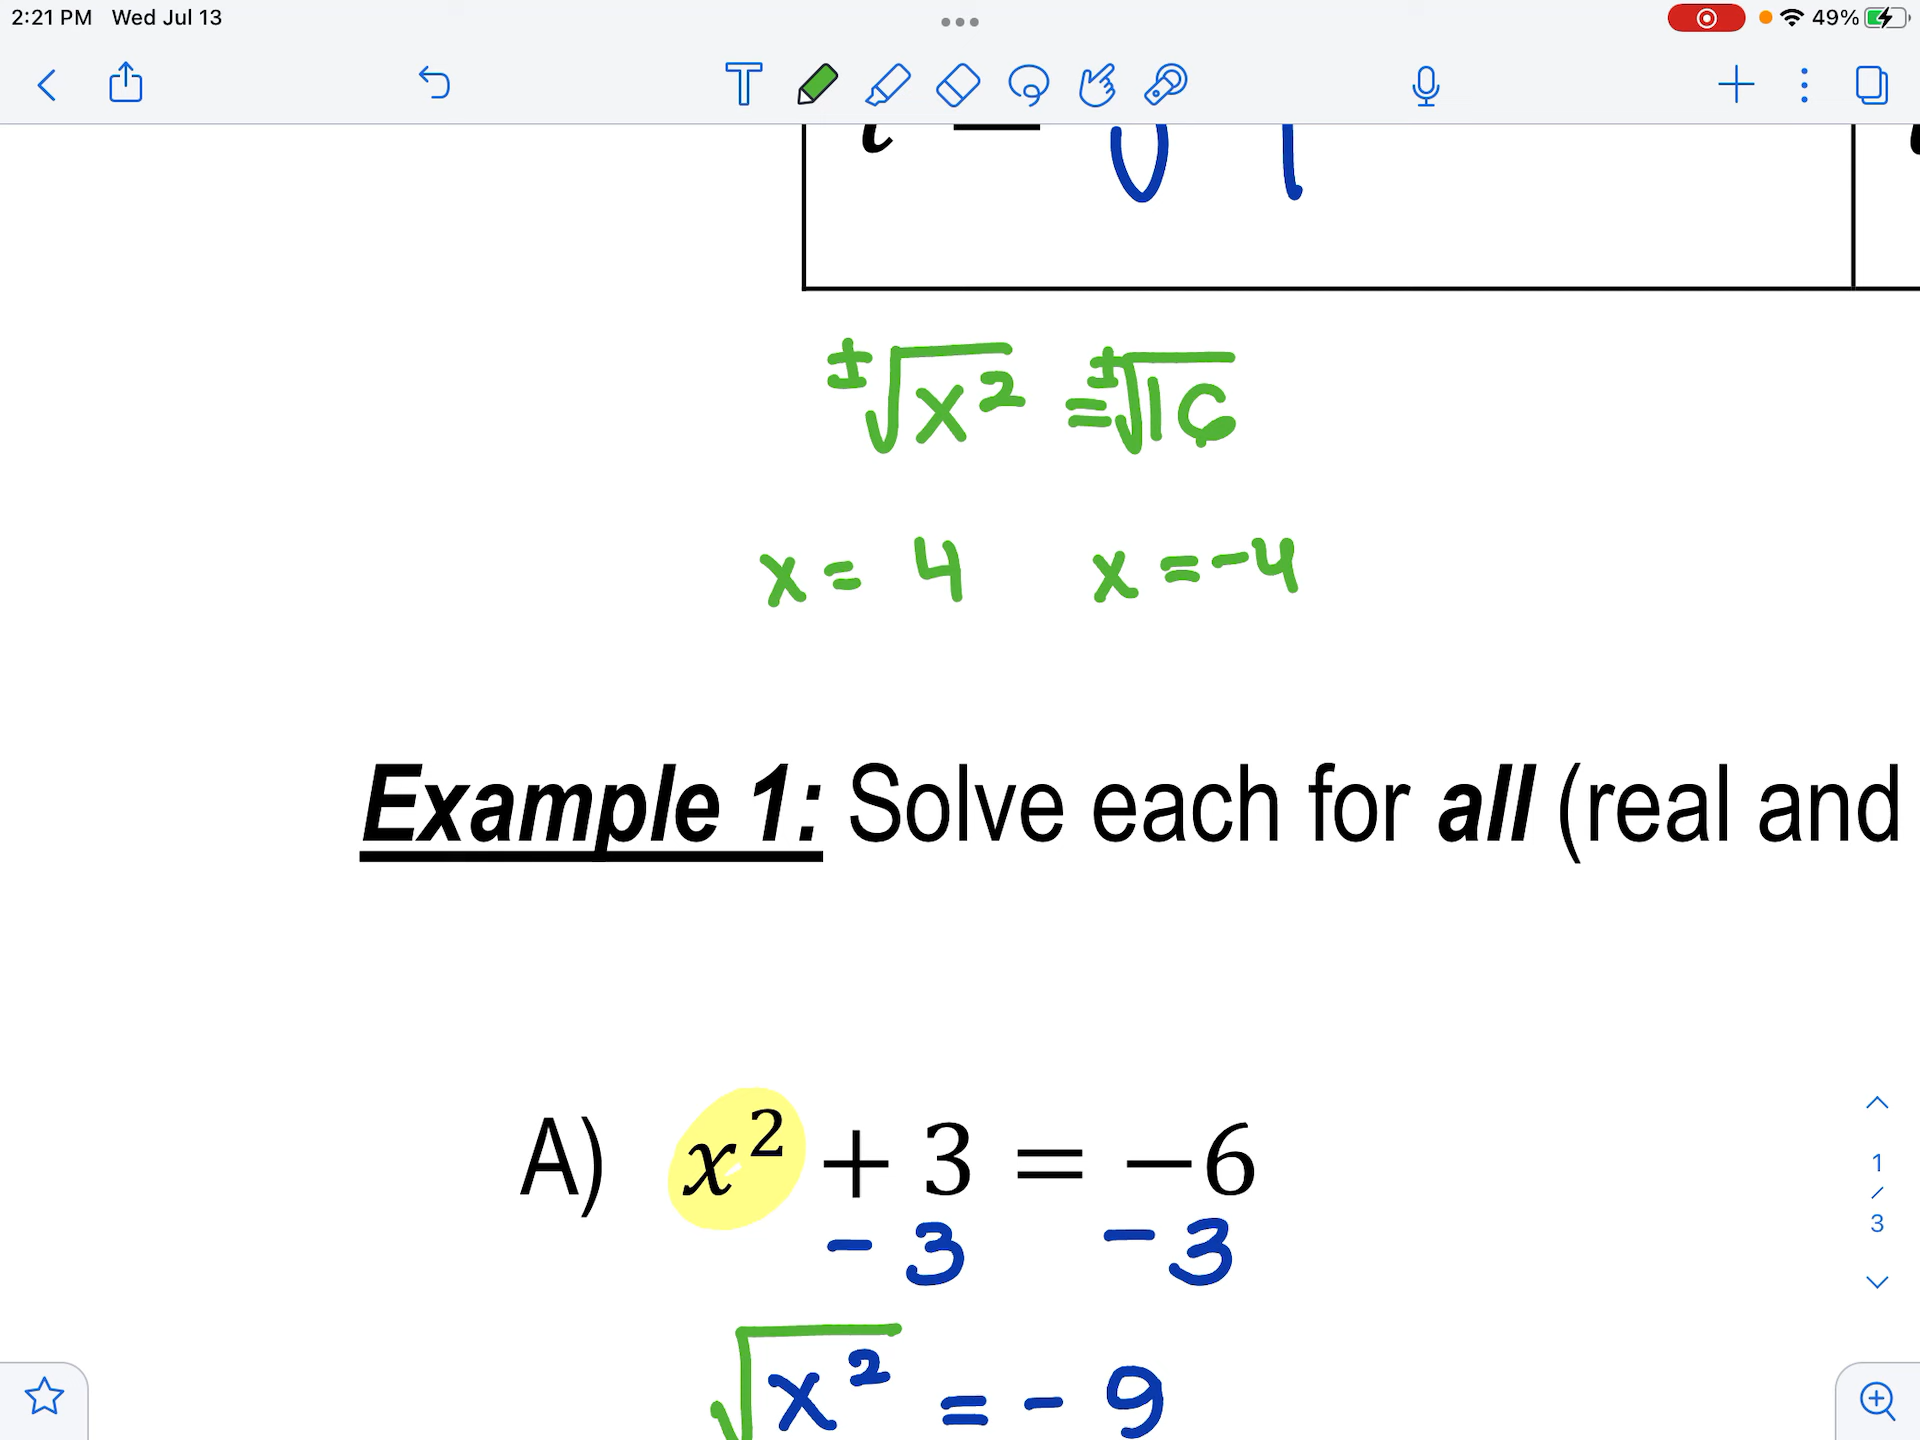 2:21 PM Wed Jul 13
49%
T
±√x² = ±√16
x = 4 x = -4
Example 1: Solve each for all (real and
A) x² + 3 = −6
- 3 - 3
√x² = - 9
1
/
3